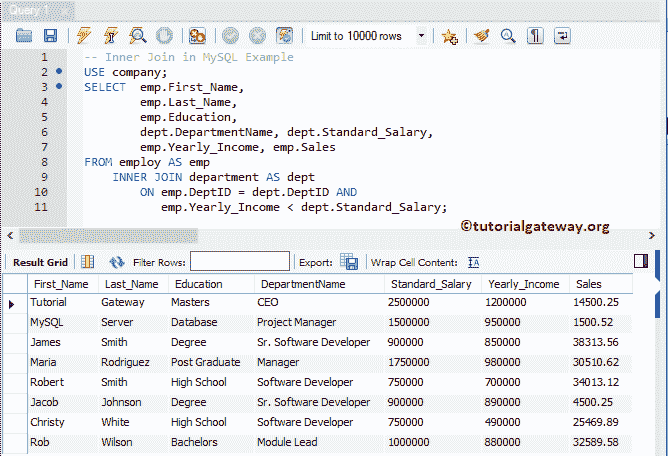 Query 1
Limit to 10000 rows
1 -- Inner Join in MySQL Example
2 USE company;
3 SELECT emp.First_Name,
4 emp.Last_Name,
5 emp.Education,
6 dept.DepartmentName, dept.Standard_Salary,
7 emp.Yearly_Income, emp.Sales
8 FROM employ AS emp
9 INNER JOIN department AS dept
10 ON emp.DeptID = dept.DeptID AND
11 emp.Yearly_Income < dept.Standard_Salary;
©tutorialgateway.org
Result Grid Filter Rows: Export: Wrap Cell Content: IA
First_Name Last_Name Education DepartmentName Standard_Salary Yearly_Income Sales
Tutorial Gateway Masters CEO 2500000 1200000 14500.25
MySQL Server Database Project Manager 1500000 950000 1500.52
James Smith Degree Sr. Software Developer 900000 850000 38313.56
Maria Rodriguez Post Graduate Manager 1750000 980000 30510.62
Robert Smith High School Software Developer 750000 700000 34013.12
Jacob Johnson Degree Sr. Software Developer 900000 890000 4500.25
Christy White High School Software Developer 750000 490000 25469.89
Rob Wilson Bachelors Module Lead 1000000 880000 32589.58